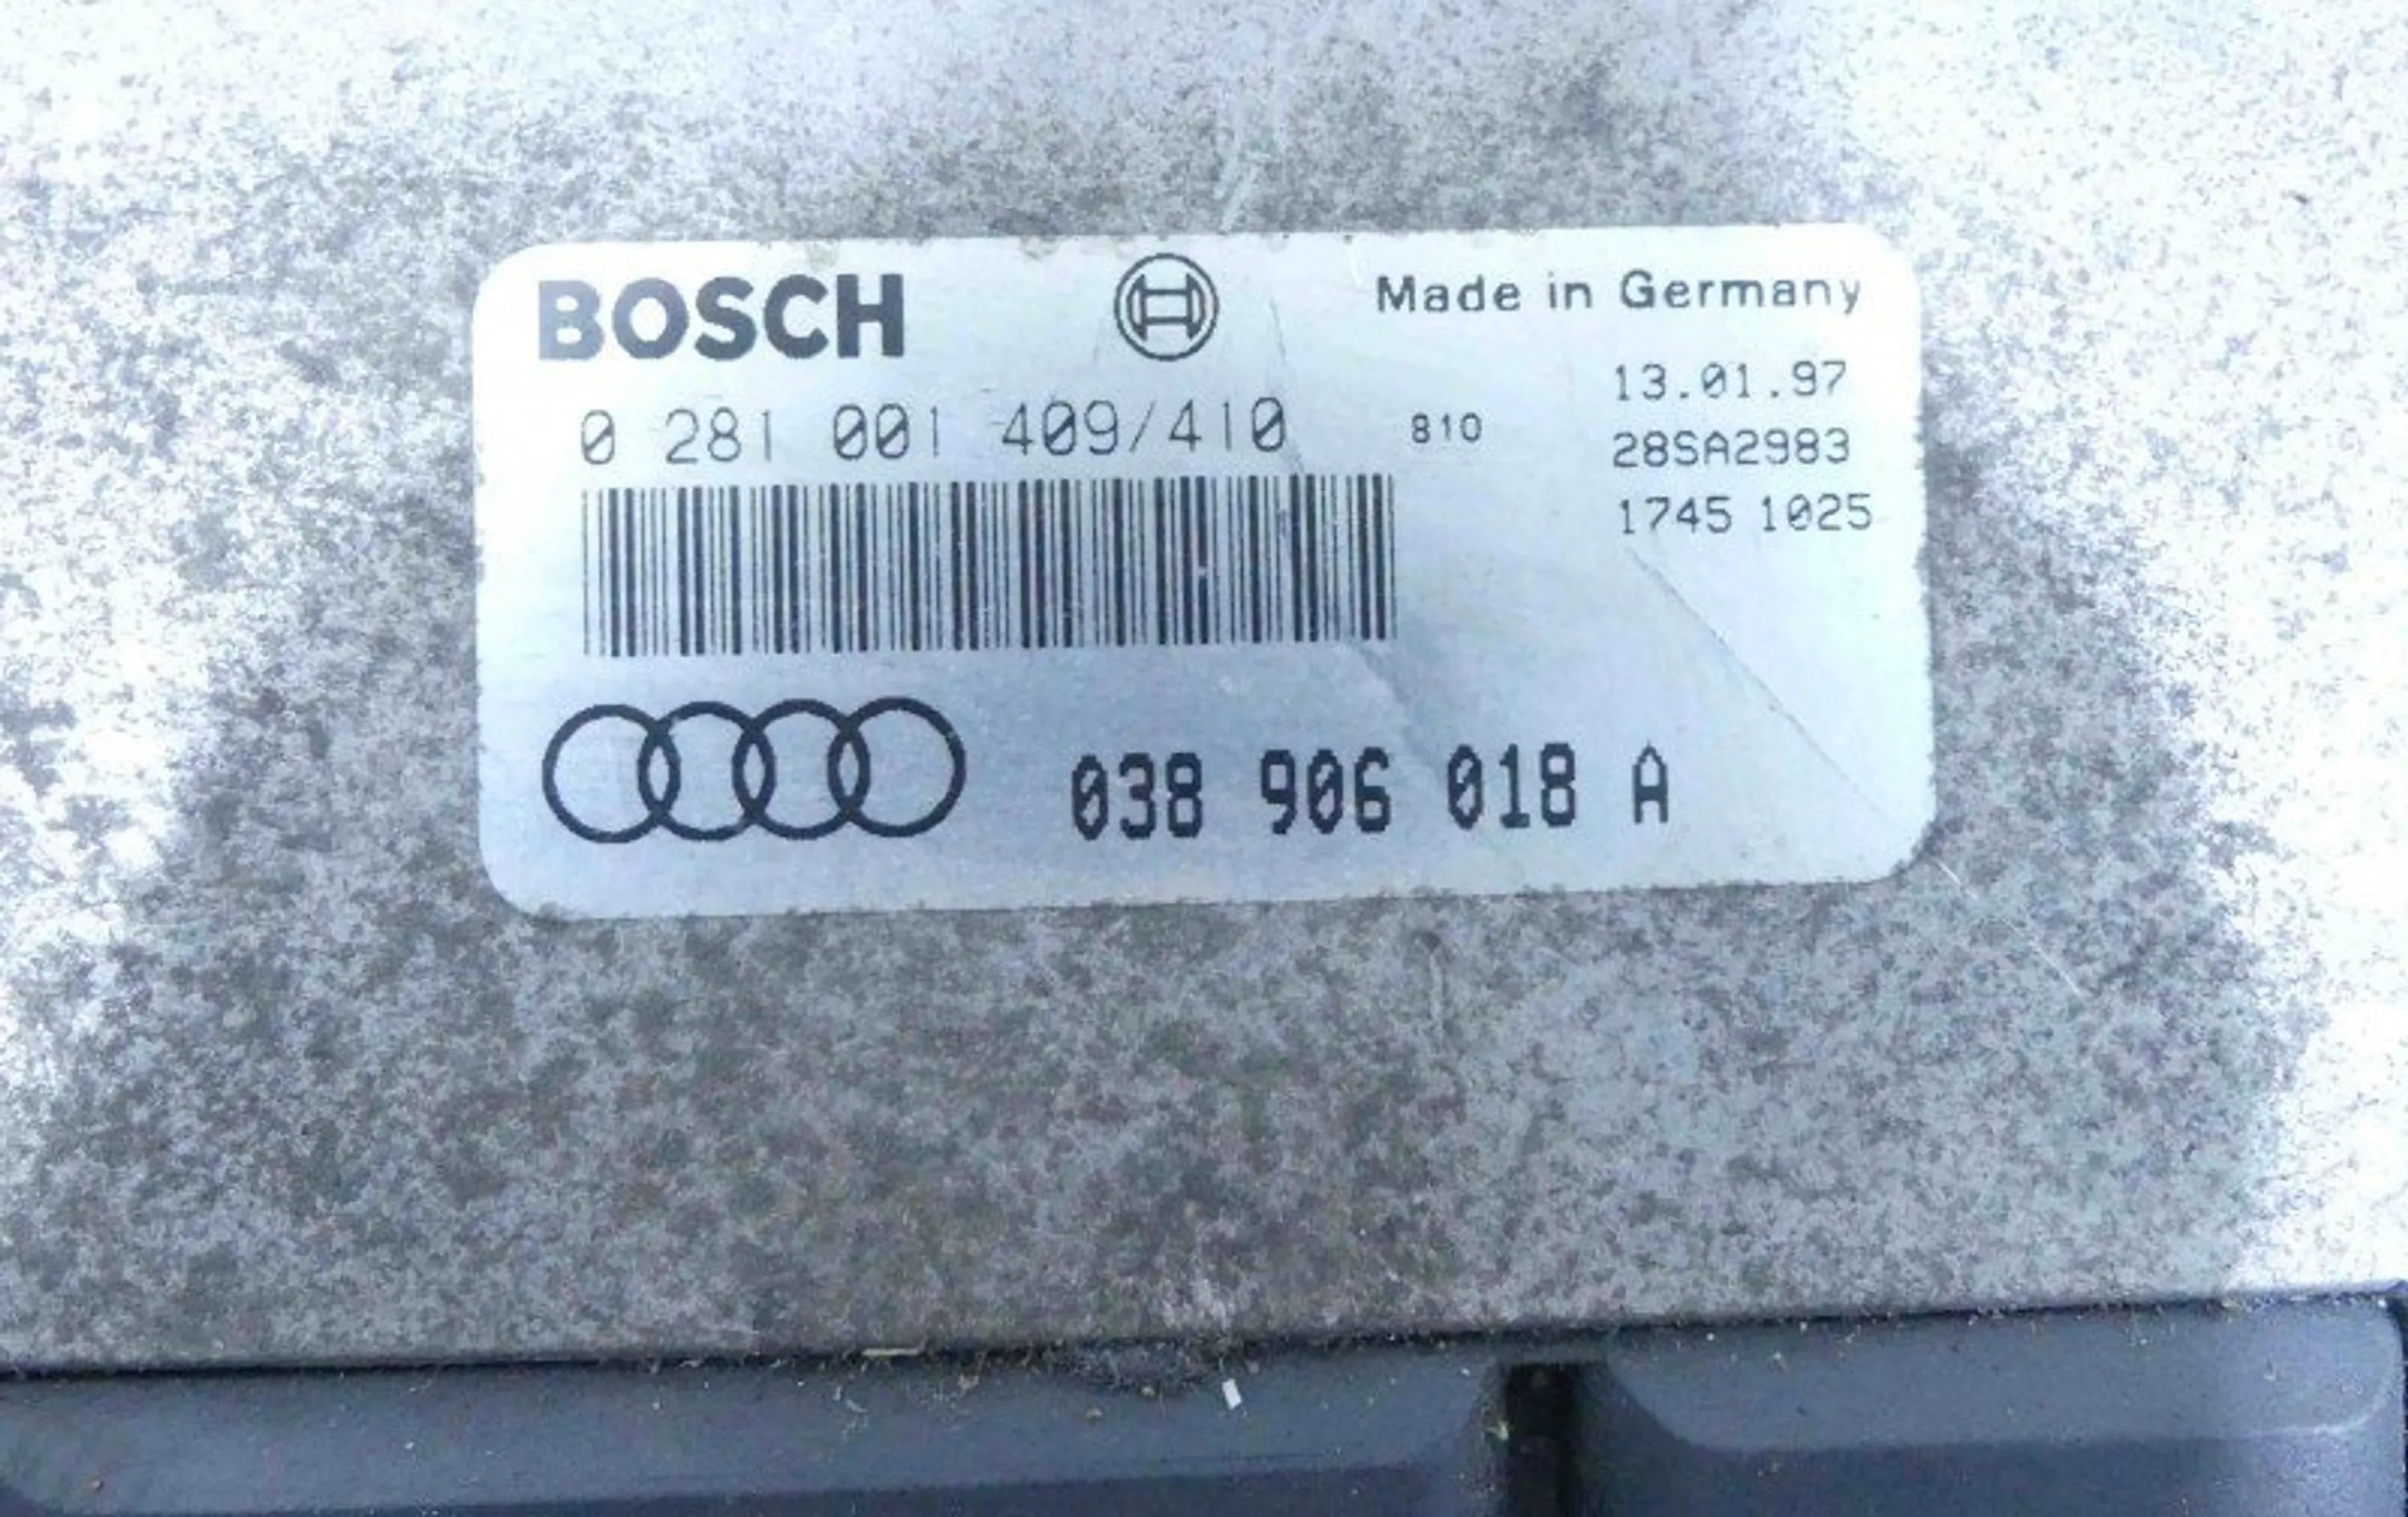 BOSCH
Made in Germany
13.01.97
0 281 001 409/410 810
28SA2983
1745 1025
038 906 018 A